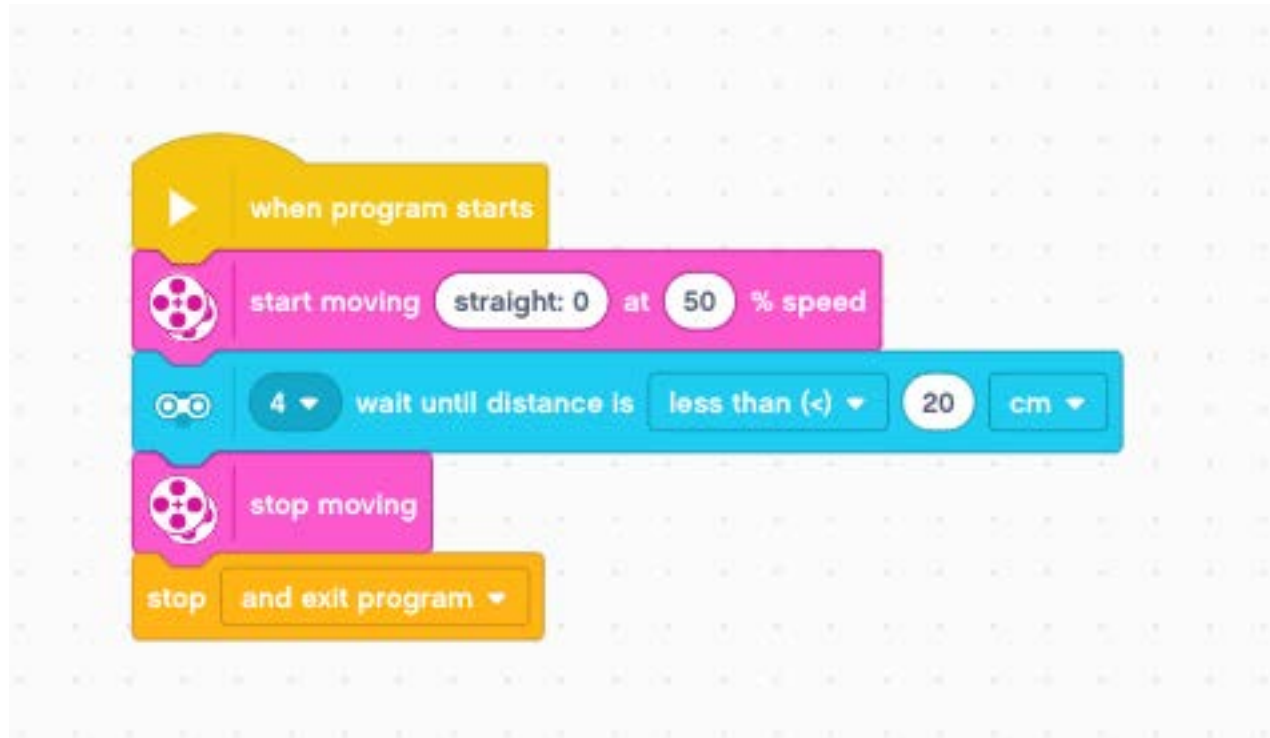 when program starts
start moving straight: 0 at 50 % speed
4 wait until distance is less than (<) 20 cm
stop moving
stop and exit program